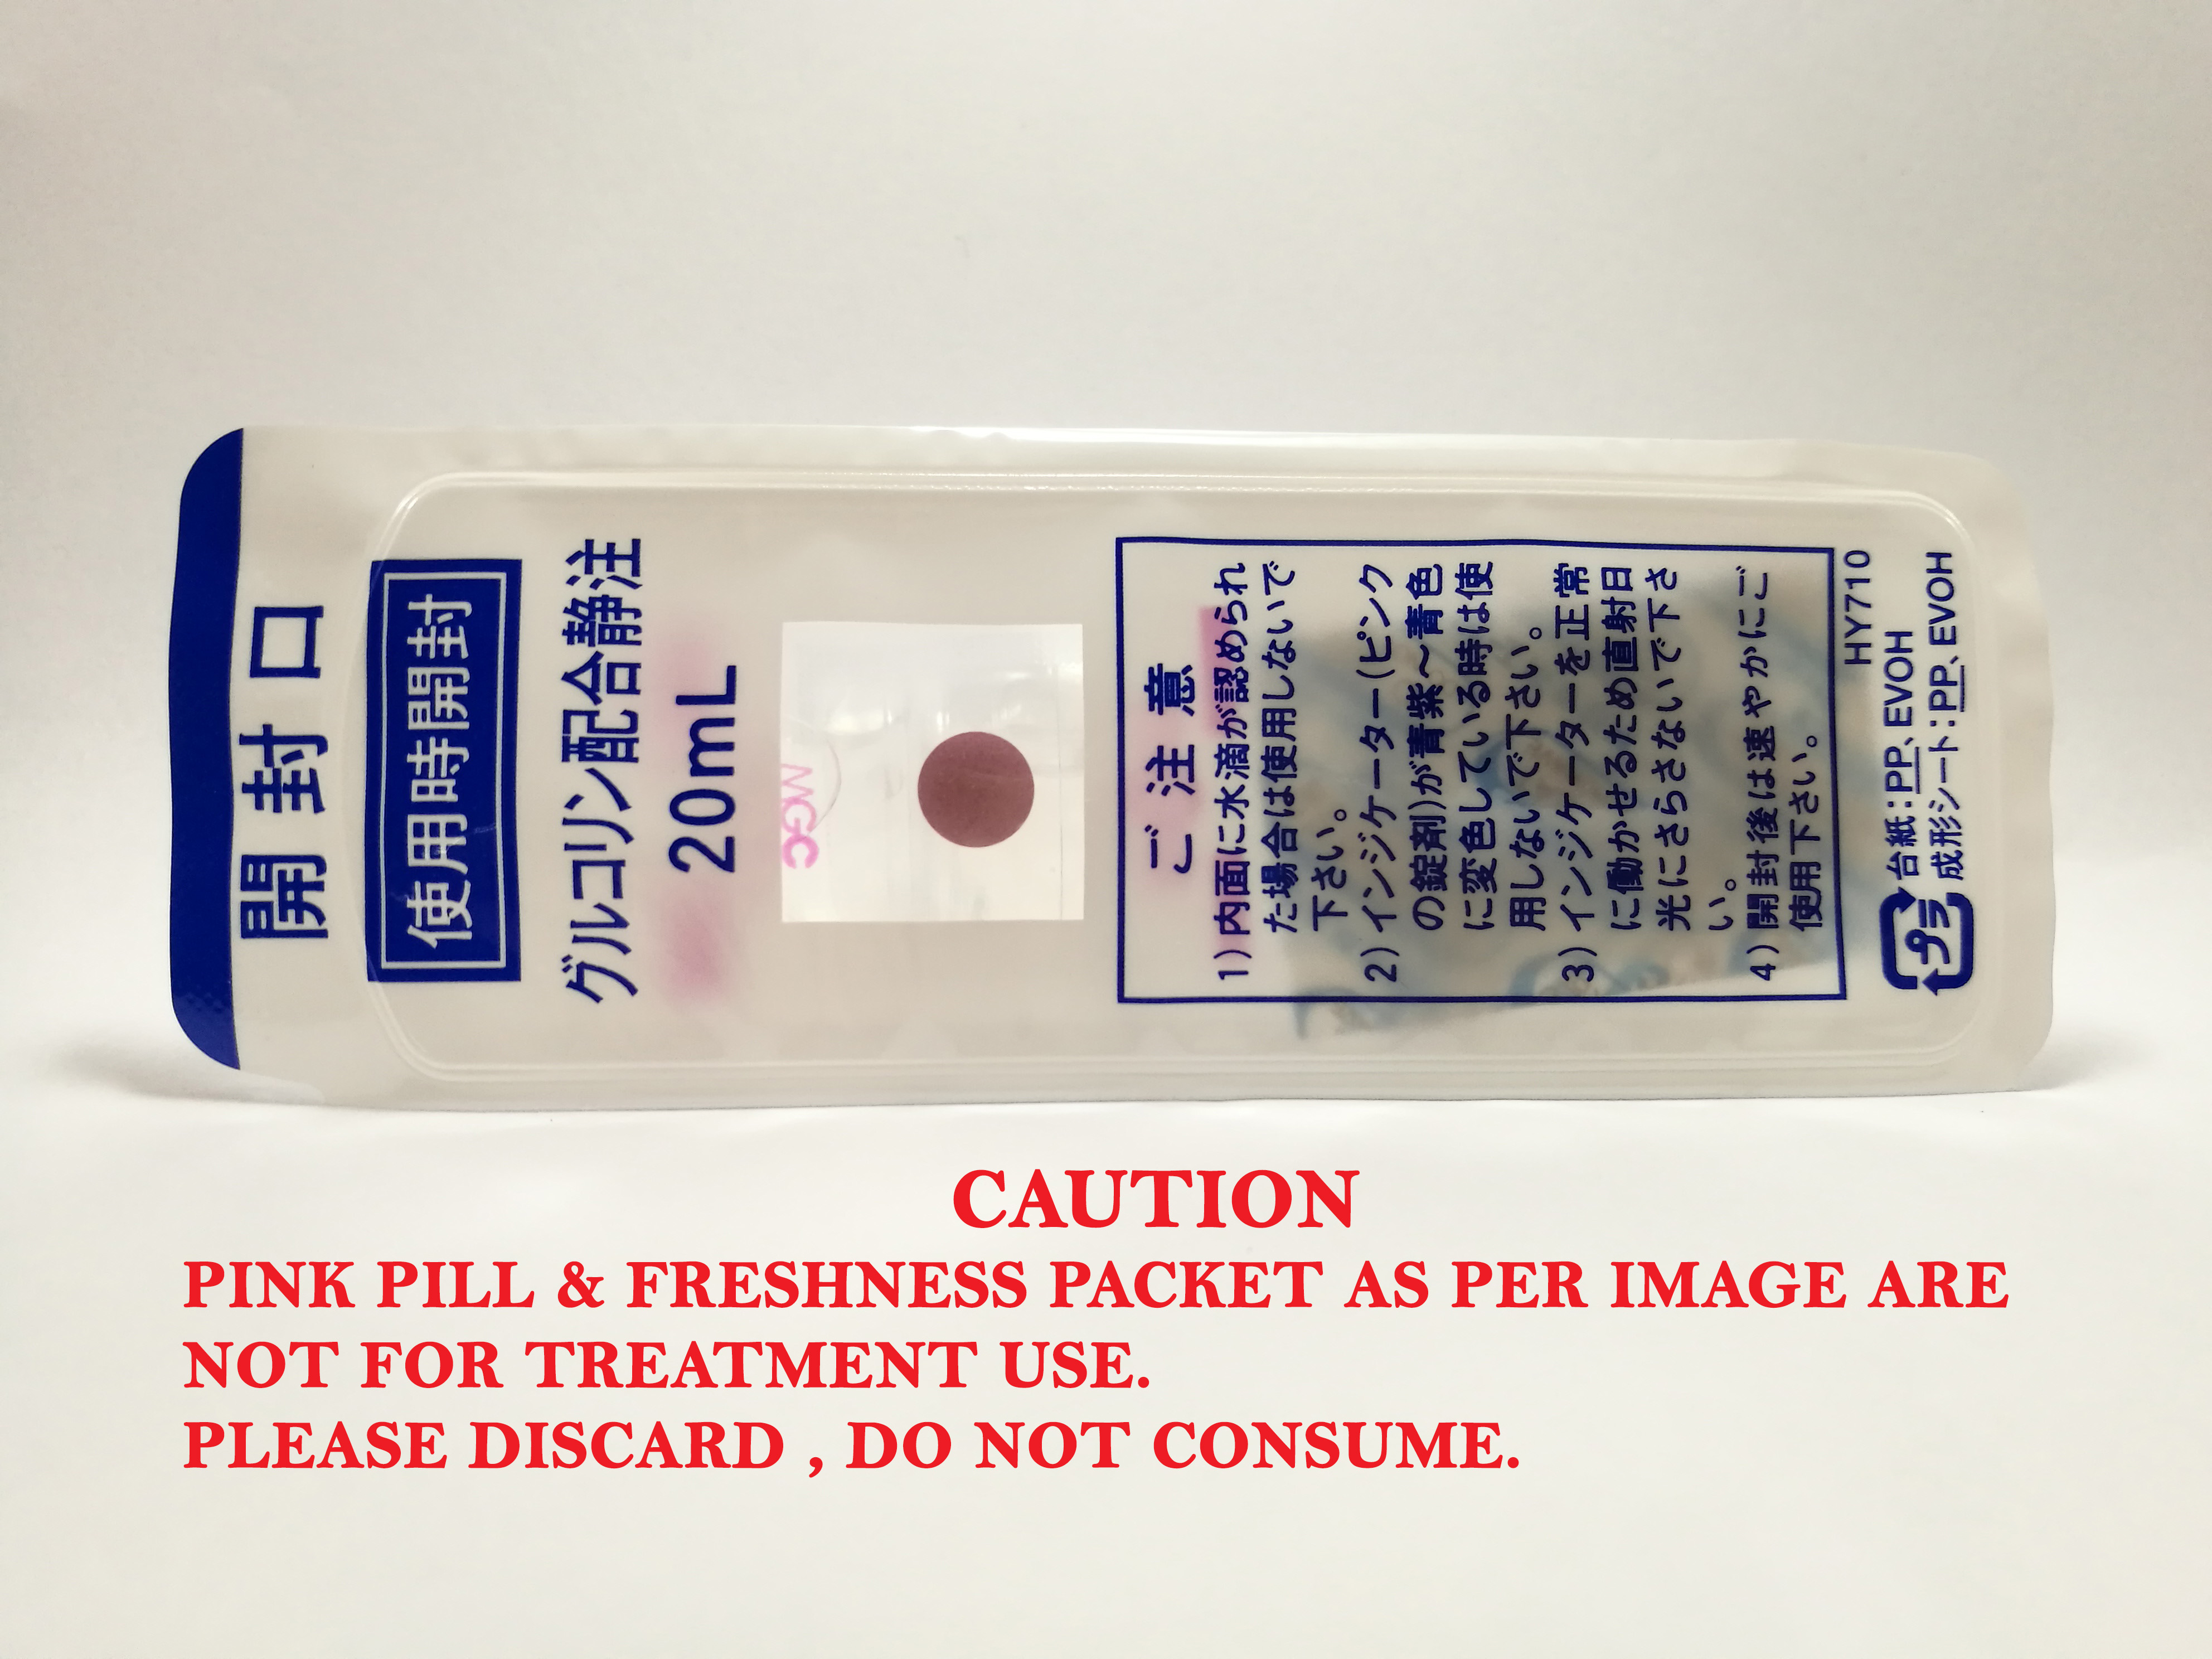 開封口
使用時開封
グルコリン配合静注
20mL
MGC
ご注意
1)内面に水滴が認められ
た場合は使用しないで
下さい。
2)インジケーター(ピンク
の錠剤)が青紫〜青色
に変色している時は使
用しないで下さい。
3)インジケーターを正常
に働かせるため直射日
光にさらさないで下さ
い。
4)開封後は速やかにご
使用下さい。
HY710
プラ
台紙:PP、EVOH
成形シート:PP、EVOH
CAUTION
PINK PILL & FRESHNESS PACKET AS PER IMAGE ARE
NOT FOR TREATMENT USE.
PLEASE DISCARD , DO NOT CONSUME.